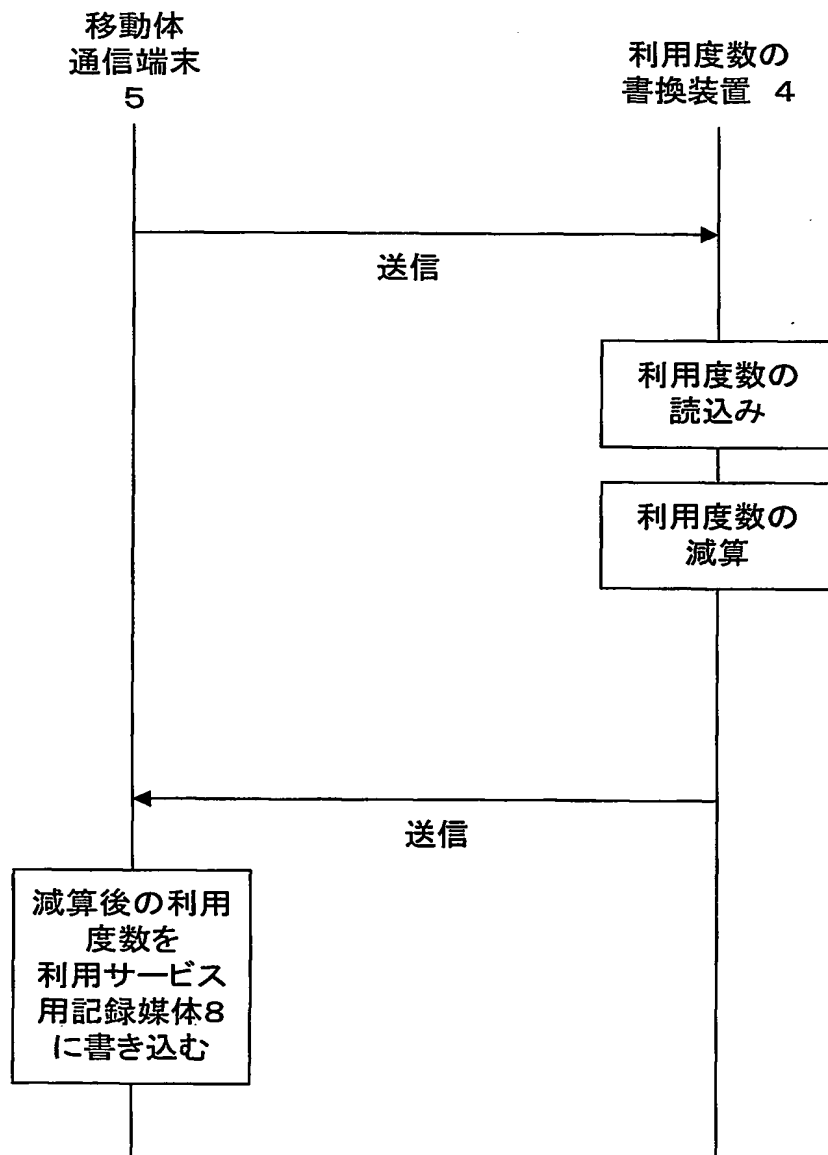 移動体
通信端末
5
利用度数の
書換装置 4
送信
利用度数の
読込み
利用度数の
減算
送信
減算後の利用
度数を
利用サービス
用記録媒体8
に書き込む